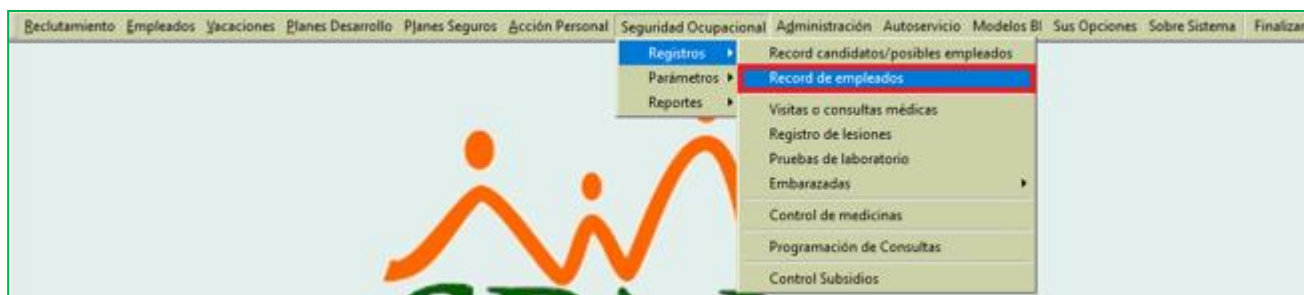 Reclutamiento Empleados Vacaciones Planes Desarrollo Planes Seguros Acción Personal Seguridad Ocupacional Administración Autoservicio Modelos BI Sus Opciones Sobre Sistema Finalizar
Registros
Parámetros
Reportes
Record candidatos/posibles empleados
Record de empleados
Visitas o consultas médicas
Registro de lesiones
Pruebas de laboratorio
Embarazadas
Control de medicinas
Programación de Consultas
Control Subsidios